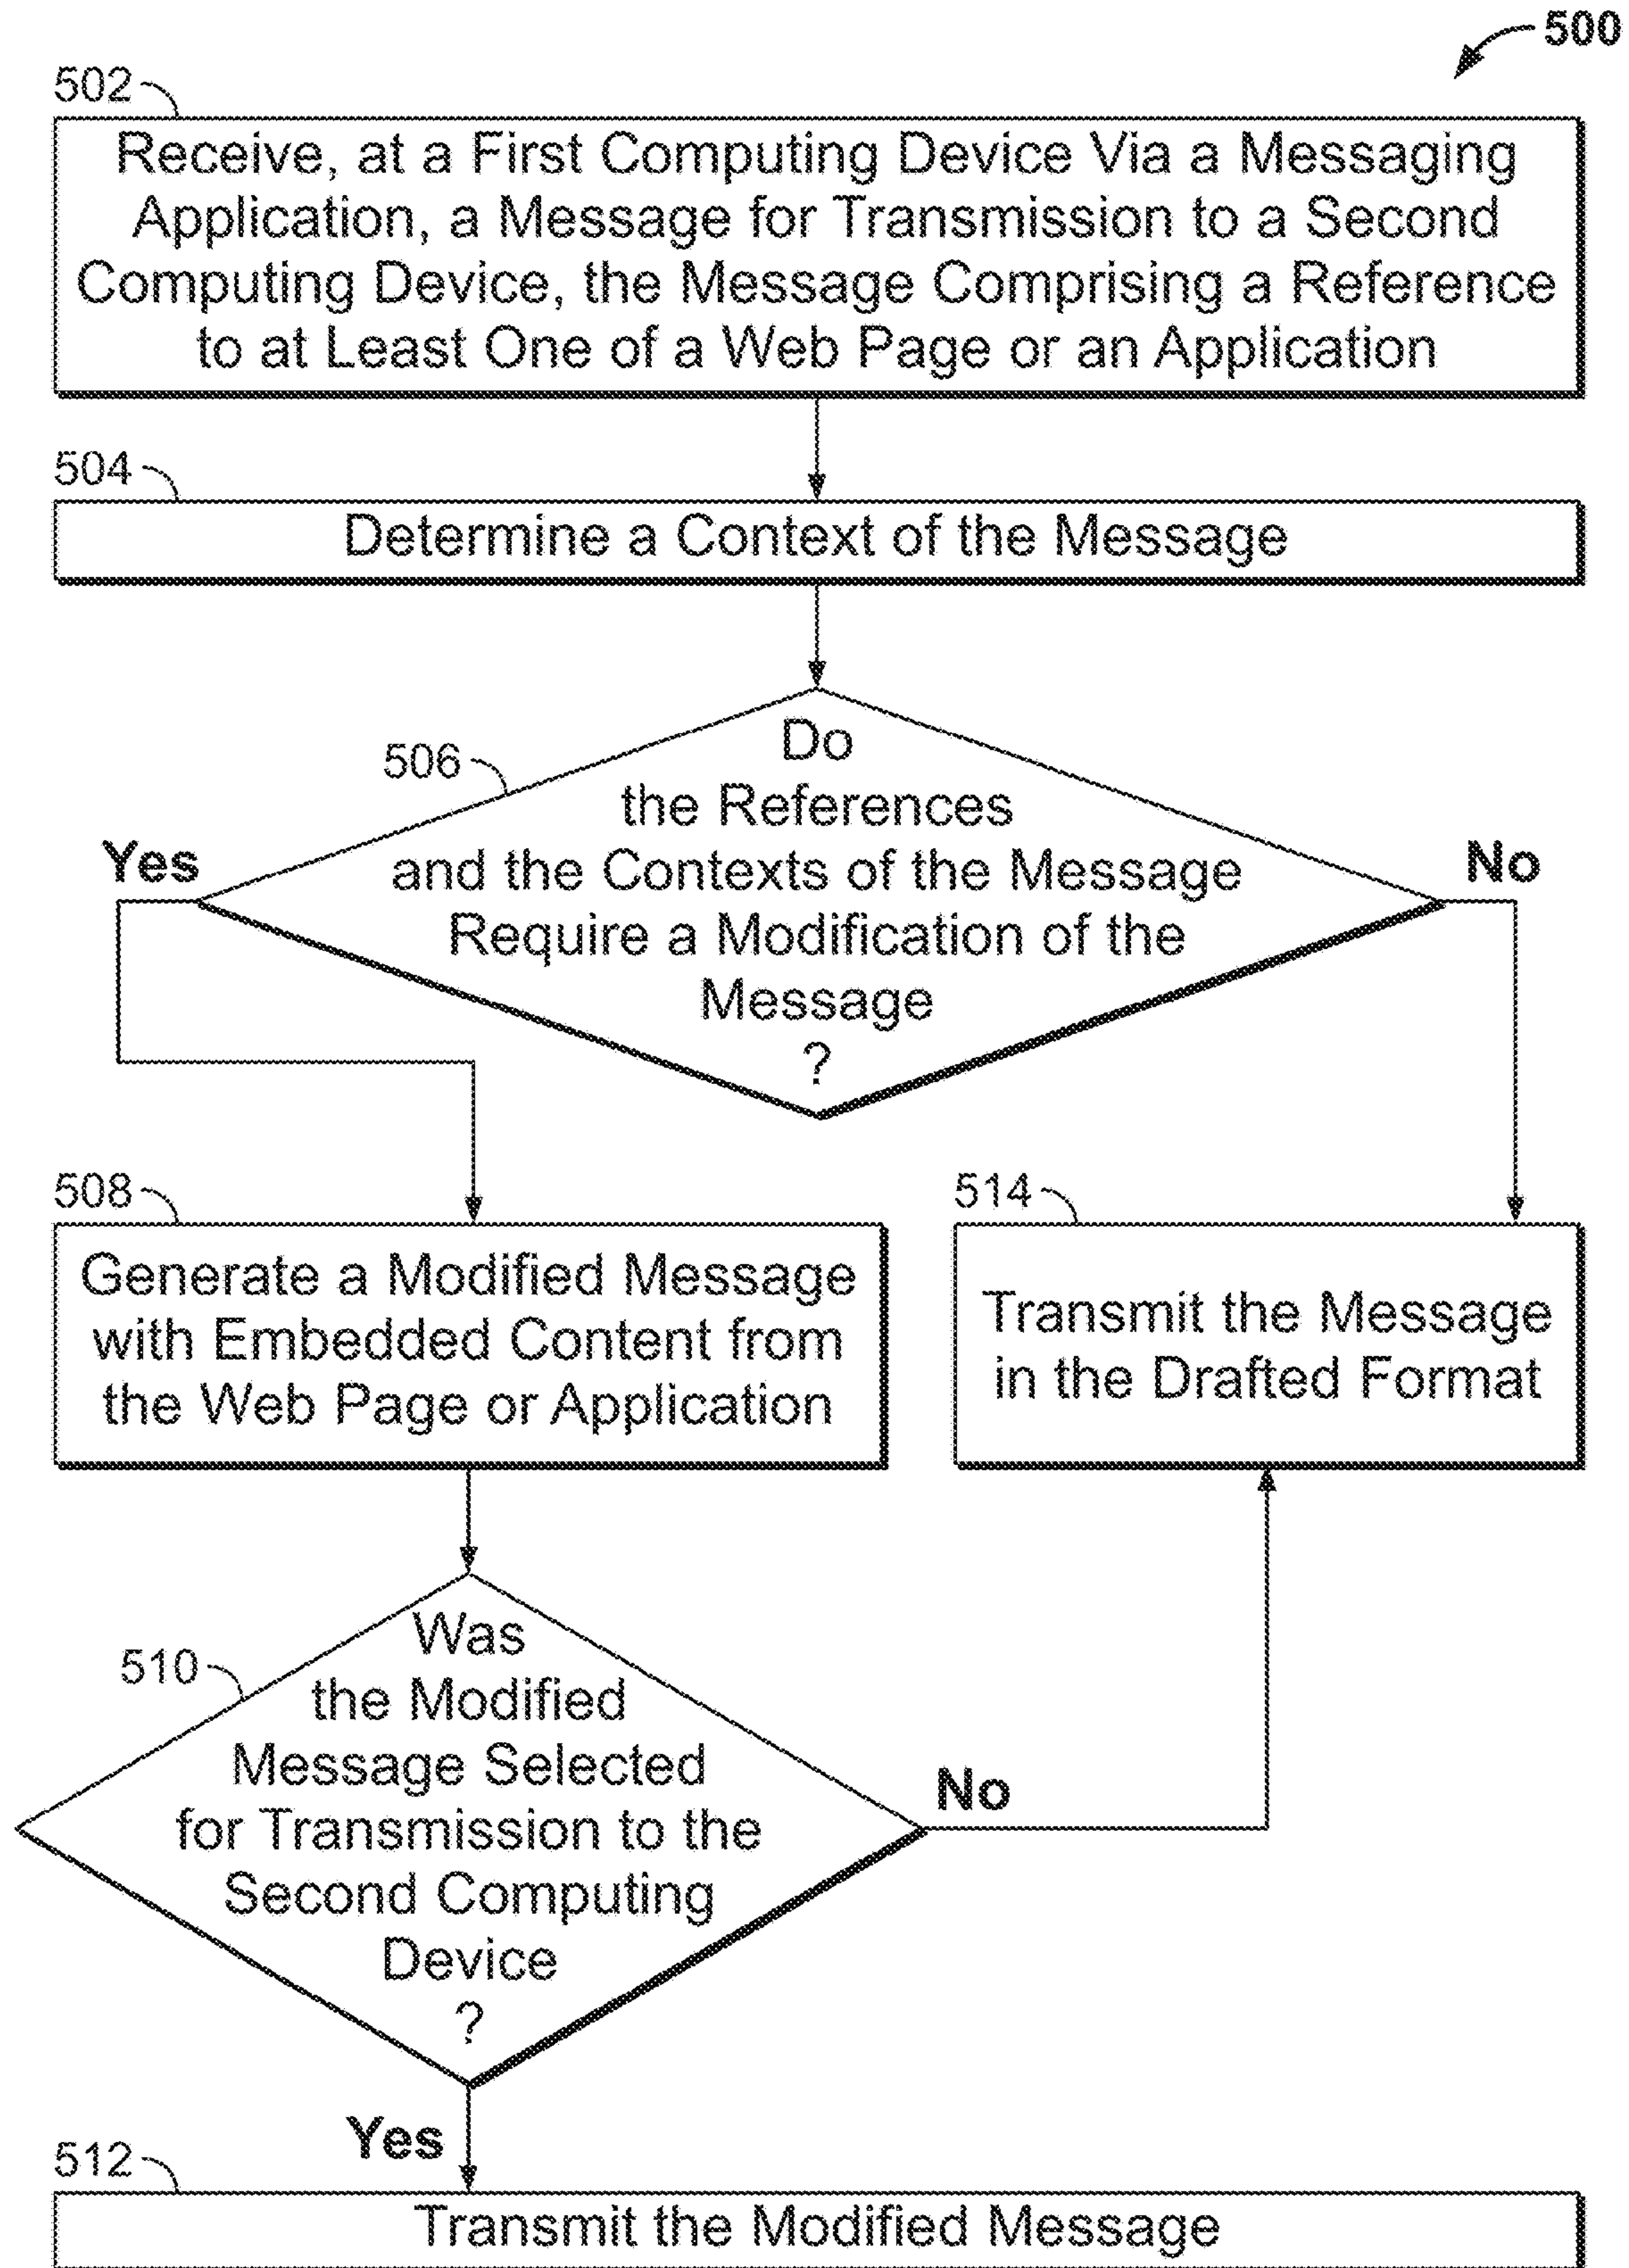 500
502
Receive, at a First Computing Device Via a Messaging
Application, a Message for Transmission to a Second
Computing Device, the Message Comprising a Reference
to at Least One of a Web Page or an Application
504
Determine a Context of the Message
506
Do
the References
and the Contexts of the Message
Require a Modification of the
Message
?
Yes
No
508
Generate a Modified Message
with Embedded Content from
the Web Page or Application
514
Transmit the Message
in the Drafted Format
510
Was
the Modified
Message Selected
for Transmission to the
Second Computing
Device
?
No
Yes
512
Transmit the Modified Message